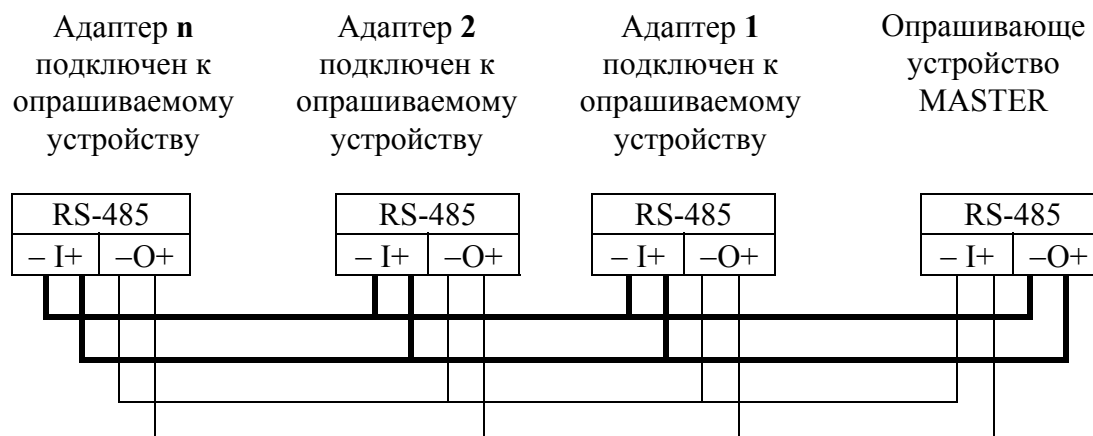 Адаптер n
подключен к
опрашиваемому
устройству
Адаптер 2
подключен к
опрашиваемому
устройству
Адаптер 1
подключен к
опрашиваемому
устройству
Опрашивающе
устройство
MASTER
RS-485
– I+ –O+
RS-485
– I+ –O+
RS-485
– I+ –O+
RS-485
– I+ –O+